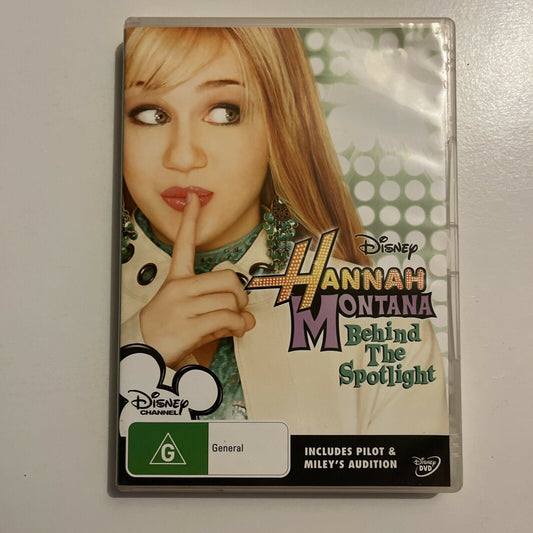 Disney
HANNAH
MONTANA
Behind
The
Spotlight
Disney
CHANNEL
G
General
INCLUDES PILOT &
MILEY'S AUDITION
Disney
DVD